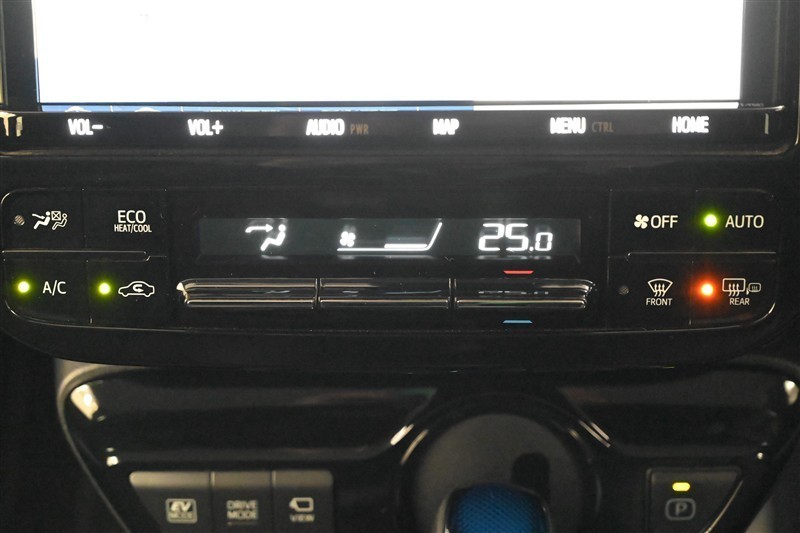 VOL− VOL+ AUDIO PWR MAP MENU CTRL HOME
ECO
HEAT/COOL
25.0
OFF
AUTO
A/C
FRONT
REAR
EV
MODE
DRIVE
MODE
VIEW
P